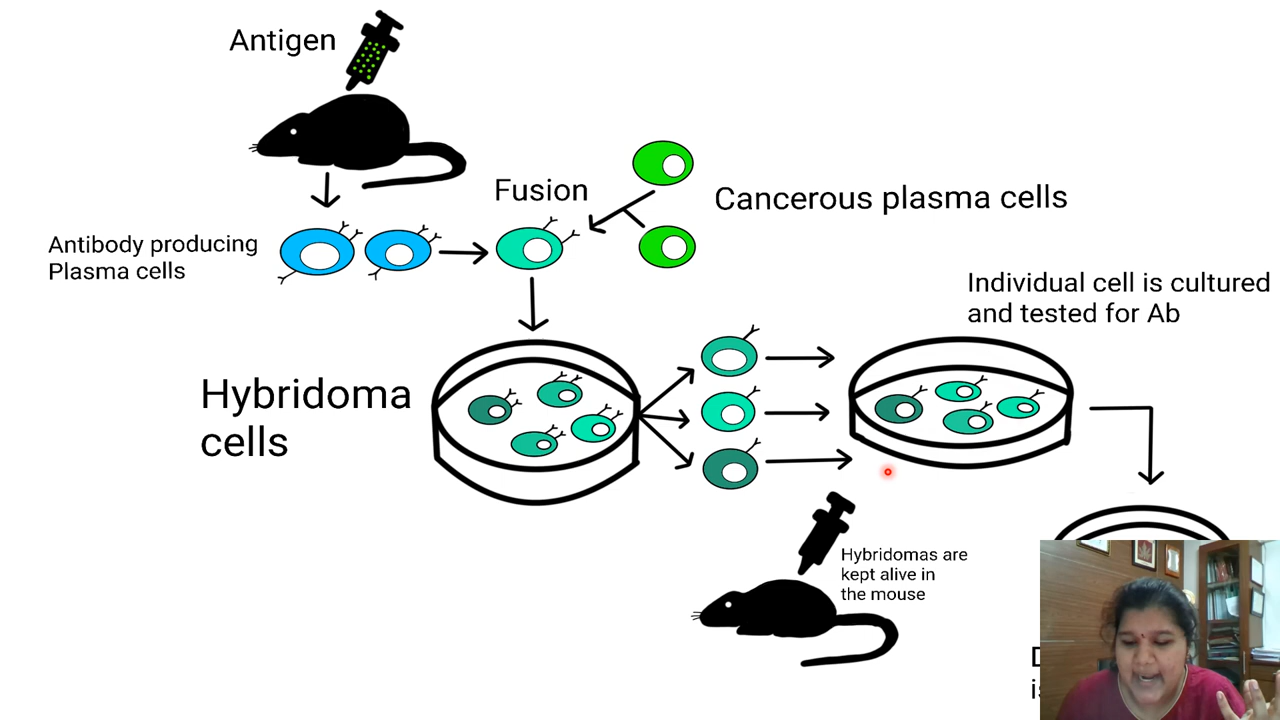 Antigen
Fusion
Cancerous plasma cells
Antibody producing
Plasma cells
Individual cell is cultured
and tested for Ab
Hybridoma
cells
Hybridomas are
kept alive in
the mouse